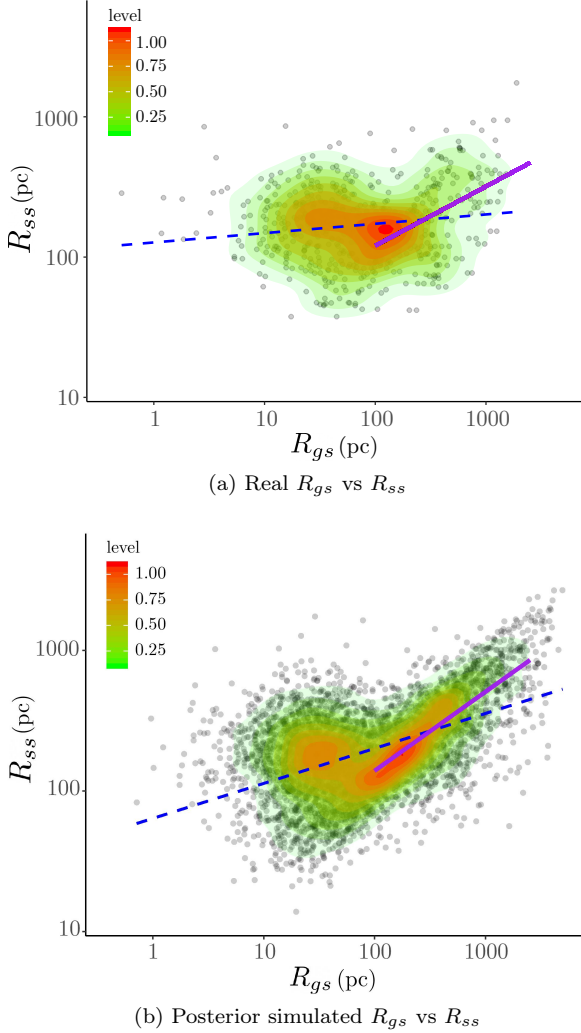 level
1.00
0.75
0.50
0.25
1000
100
10
R_ss (pc)
1 10 100 1000
R_gs (pc)
(a) Real R_gs vs R_ss
level
1.00
0.75
0.50
0.25
1000
100
10
R_ss (pc)
1 10 100 1000
R_gs (pc)
(b) Posterior simulated R_gs vs R_ss